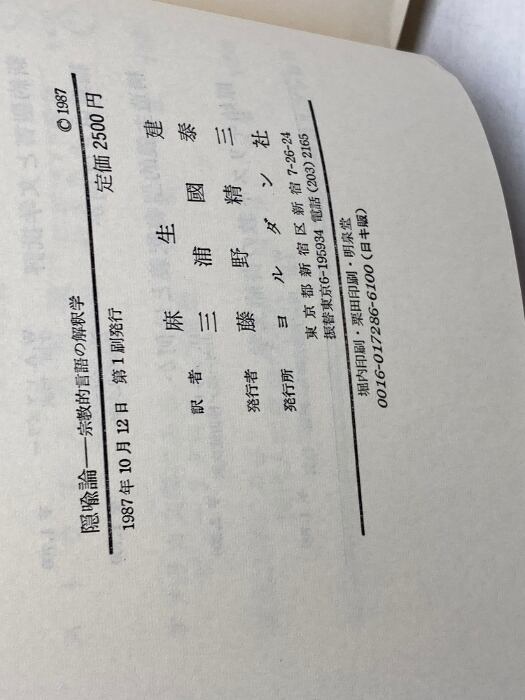 隠喩論——宗教的言語の解釈学 © 1987
1987年10月12日 第1刷発行 定価2500円
訳者 麻生建
三浦國泰
発行者 藤野精三
発行所 ヨルダン社
東京都新宿区新宿7-26-24
振替東京6-195934 電話(203)2165
堀内印刷・栗田印刷・明泉堂
0016-017286-6100(日キ版)